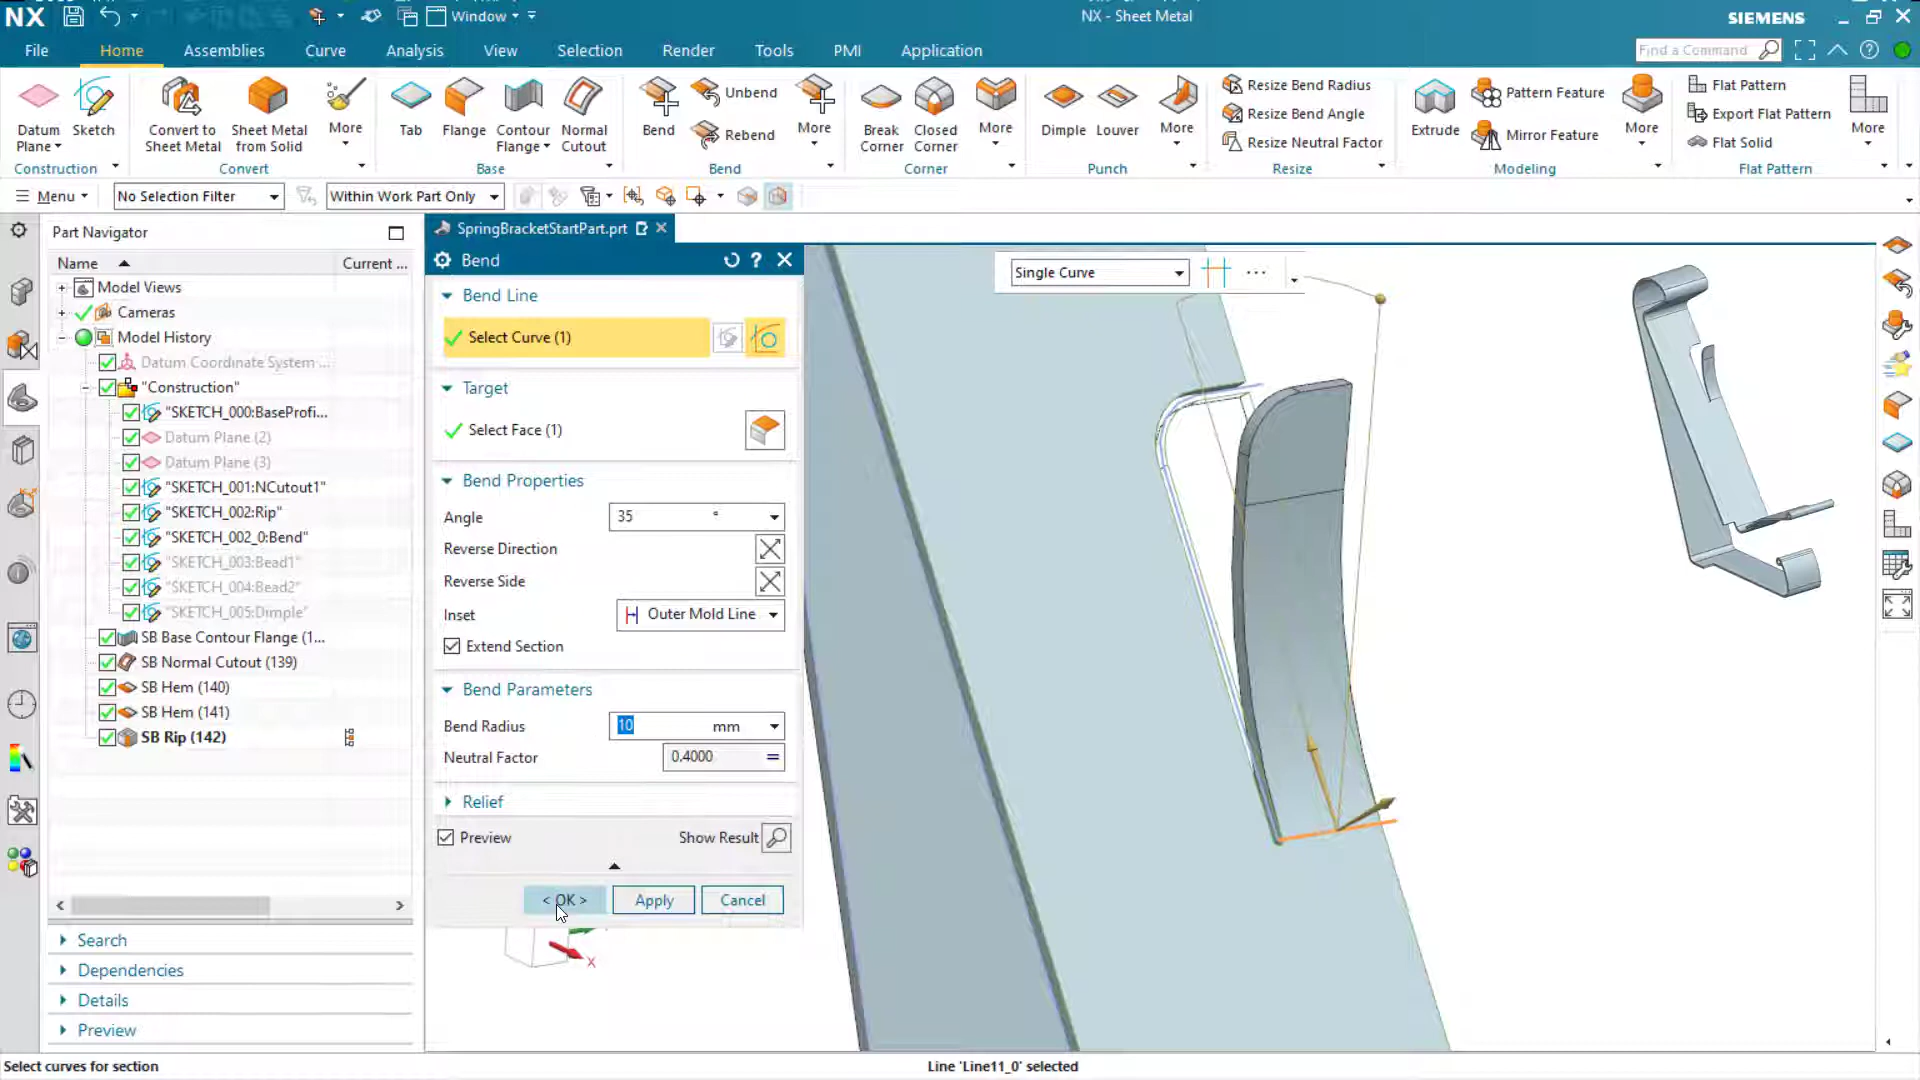 NX
Window
NX - Sheet Metal
SIEMENS
File
Home
Assemblies
Curve
Analysis
View
Selection
Render
Tools
PMI
Application
Find a Command
Datum Plane
Sketch
Construction
Convert to Sheet Metal
Sheet Metal from Solid
More
Convert
Tab
Flange
Contour Flange
Normal Cutout
Base
Bend
Unbend
Rebend
More
Bend
Break Corner
Closed Corner
More
Corner
Dimple
Louver
More
Punch
Resize Bend Radius
Resize Bend Angle
Resize Neutral Factor
Resize
Extrude
Pattern Feature
Mirror Feature
More
Modeling
Flat Pattern
Export Flat Pattern
Flat Solid
More
Flat Pattern
Menu
No Selection Filter
Within Work Part Only
Part Navigator
Name
Current ...
Model Views
Cameras
Model History
Datum Coordinate System ...
"Construction"
"SKETCH_000:BaseProfi...
Datum Plane (2)
Datum Plane (3)
"SKETCH_001:NCutout1"
"SKETCH_002:Rip"
"SKETCH_002_0:Bend"
"SKETCH_003:Bead1"
"SKETCH_004:Bead2"
"SKETCH_005:Dimple"
SB Base Contour Flange (1...
SB Normal Cutout (139)
SB Hem (140)
SB Hem (141)
SB Rip (142)
Search
Dependencies
Details
Preview
SpringBracketStartPart.prt
Bend
Bend Line
Select Curve (1)
Target
Select Face (1)
Bend Properties
Angle
35 °
Reverse Direction
Reverse Side
Inset
Outer Mold Line
Extend Section
Bend Parameters
Bend Radius
10 mm
Neutral Factor
0.4000
Relief
Preview
Show Result
< OK >
Apply
Cancel
Single Curve
X
Select curves for section
Line 'Line11_0' selected